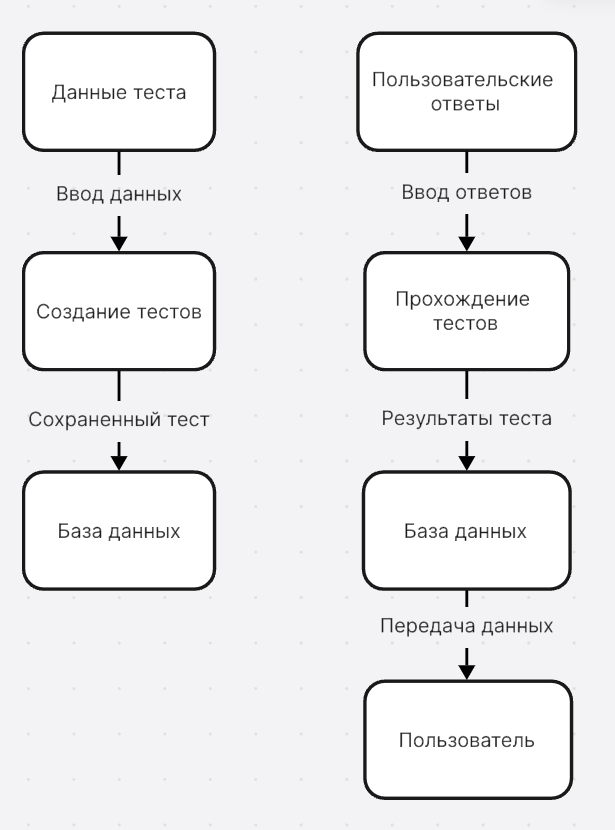 Данные теста
Ввод данных
Создание тестов
Сохраненный тест
База данных
Пользовательские
ответы
Ввод ответов
Прохождение
тестов
Результаты теста
База данных
Передача данных
Пользователь